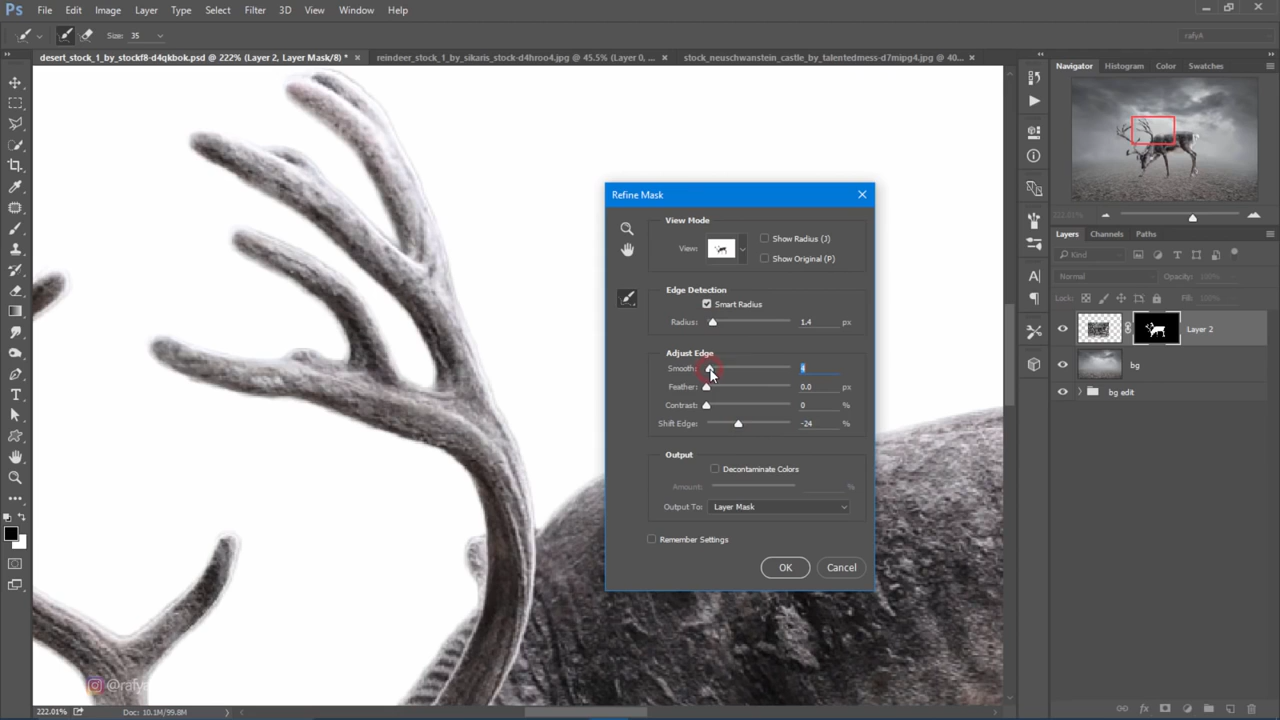 Ps File Edit Image Layer Type Select Filter 3D View Window Help
Size: 35
rafyA
desert_stock_1_by_stockf8-d4qkbok.psd @ 222% (Layer 2, Layer Mask/8) *
reindeer_stock_1_by_sikaris_stock-d4hroo4.jpg @ 45.5% (Layer 0, ...
stock_neuschwanstein_castle_by_talentedmess-d7mipg4.jpg @ 40...
Navigator Histogram Color Swatches
222.01%
Layers Channels Paths
Kind
Normal Opacity: 100%
Lock: Fill: 100%
Layer 2
bg
bg edit
Refine Mask
View Mode
View:
Show Radius (J)
Show Original (P)
Edge Detection
Smart Radius
Radius: 1.4 px
Adjust Edge
Smooth: 4
Feather: 0.0 px
Contrast: 0 %
Shift Edge: -24 %
Output
Decontaminate Colors
Amount: %
Output To: Layer Mask
Remember Settings
OK Cancel
222.01% Doc: 10.1M/99.8M